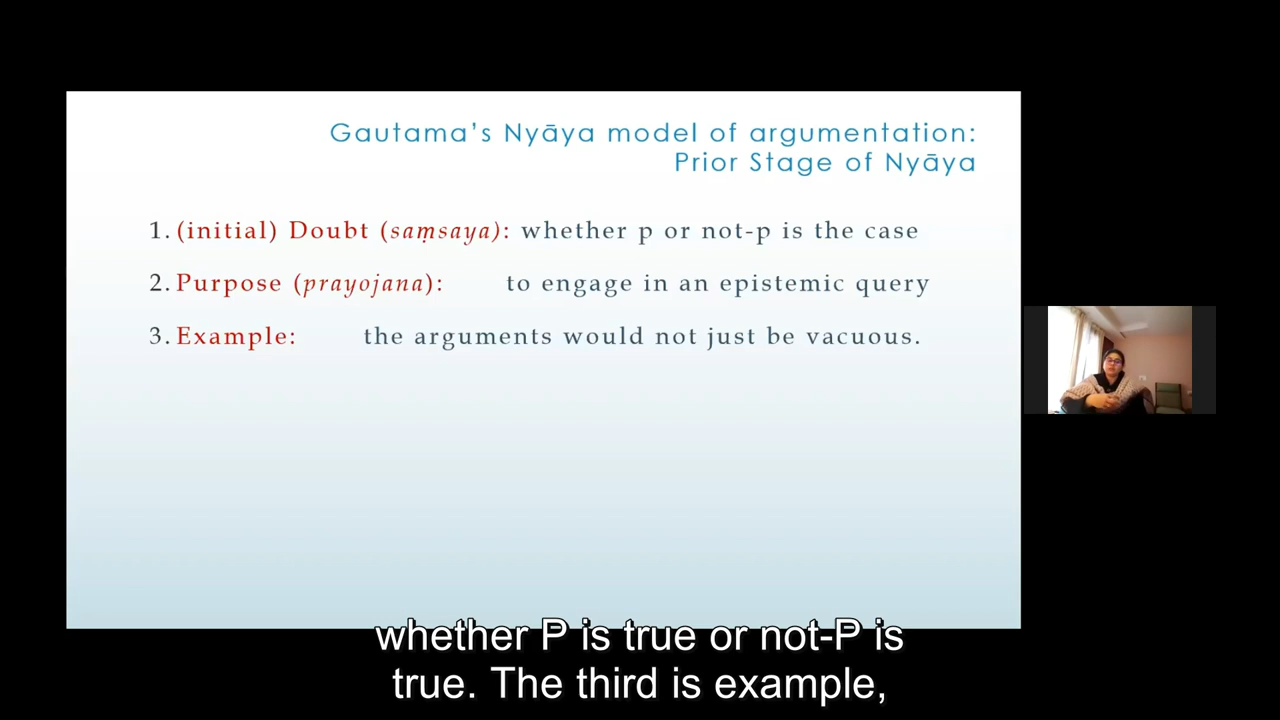 Gautama’s Nyāya model of argumentation:
Prior Stage of Nyāya
1. (initial) Doubt (saṃsaya): whether p or not-p is the case
2. Purpose (prayojana): to engage in an epistemic query
3. Example: the arguments would not just be vacuous.
whether P is true or not-P is
true. The third is example,